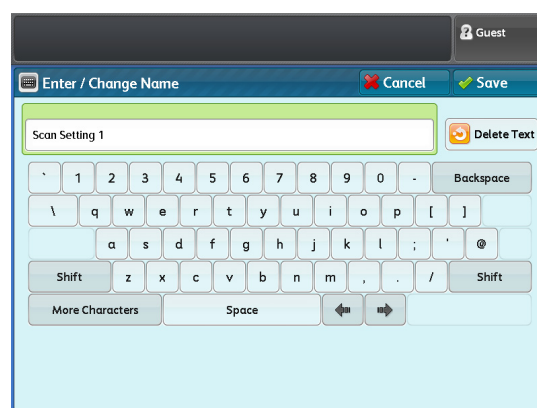 Guest
Enter / Change Name Cancel Save
Scan Setting 1 Delete Text
` 1 2 3 4 5 6 7 8 9 0 - Backspace
\ q w e r t y u i o p [ ]
a s d f g h j k l ; ' @
Shift z x c v b n m , . / Shift
More Characters Space